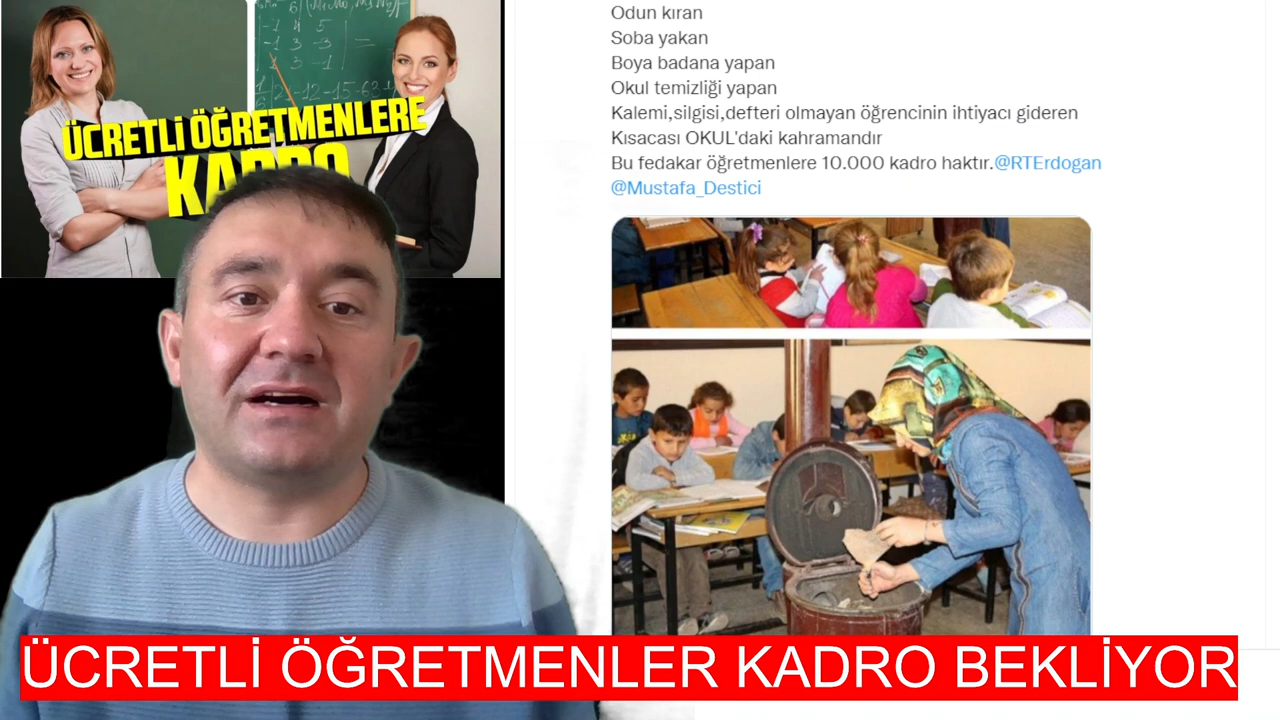 ÜCRETLİ ÖĞRETMENLERE
KADRO
Odun kıran
Soba yakan
Boya badana yapan
Okul temizliği yapan
Kalemi,silgisi,defteri olmayan öğrencinin ihtiyacı gideren
Kısacası OKUL'daki kahramandır
Bu fedakar öğretmenlere 10.000 kadro haktır.@RTErdogan
@Mustafa_Destici
ÜCRETLİ ÖĞRETMENLER KADRO BEKLİYOR